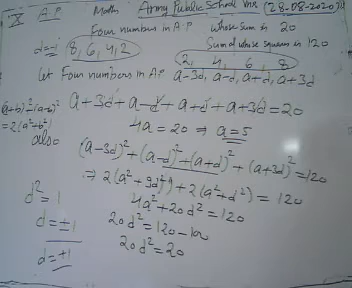 X A.P Maths Army Public School (28-08-2020)
Four numbers in A.P whose sum is 20
d=-1 8, 6, 4, 2 Sum of whose squares is 120
2, 4, 6, 8
let Four numbers in A.P a-3d, a-d, a+d, a+3d
(a+b)²+(a-b)² a+3d+a-d+a+d+a+3d=20
=2(a²+b²) 4a=20 ⇒ a=5
also
(a-3d)²+(a-d)²+(a+d)²+(a+3d)²=120
⇒ 2(a²+9d²)+2(a²+d²)=120
d²=1 4a²+20d²=120
d=±1 20d²=120-100
d=±1 20d²=20